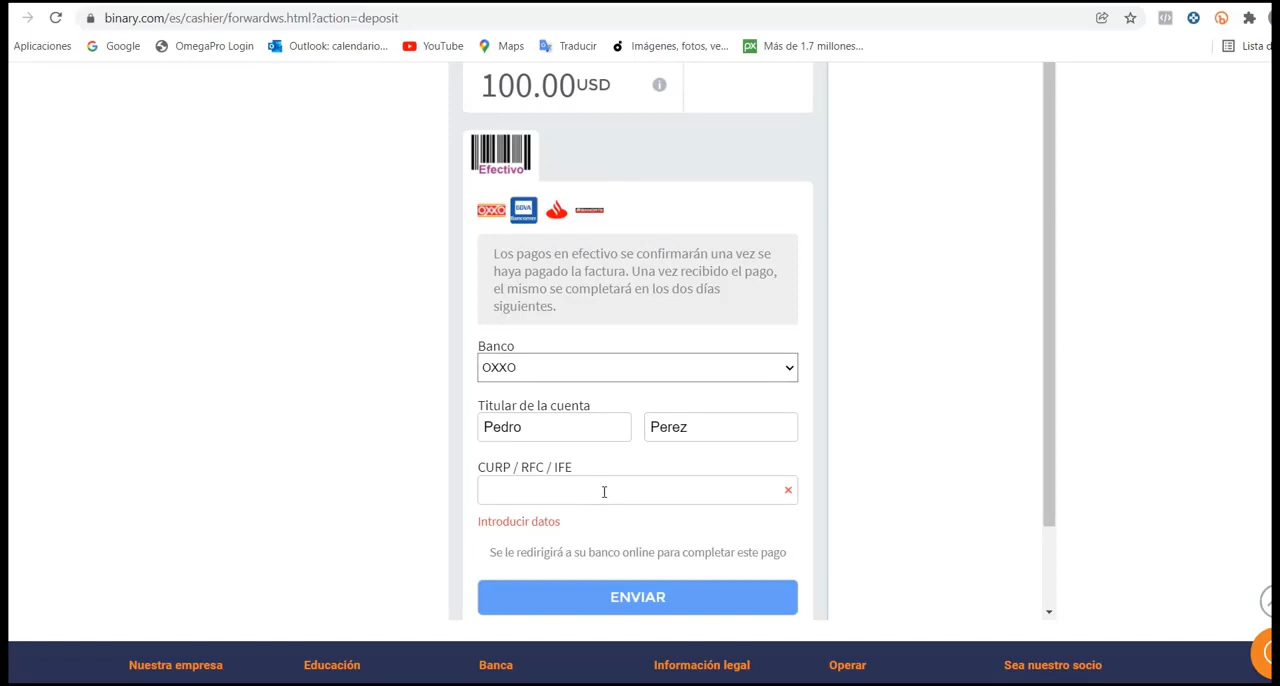 binary.com/es/cashier/forwardws.html?action=deposit
Aplicaciones Google OmegaPro Login Outlook: calendario... YouTube Maps Traducir Imágenes, fotos, ve... px Más de 1.7 millones... Lista d
100.00USD
Efectivo
OXXO BBVA
Los pagos en efectivo se confirmarán una vez se
haya pagado la factura. Una vez recibido el pago,
el mismo se completará en los dos días
siguientes.
Banco
OXXO
Titular de la cuenta
Pedro Perez
CURP / RFC / IFE
Introducir datos
Se le redirigirá a su banco online para completar este pago
ENVIAR
Nuestra empresa Educación Banca Información legal Operar Sea nuestro socio